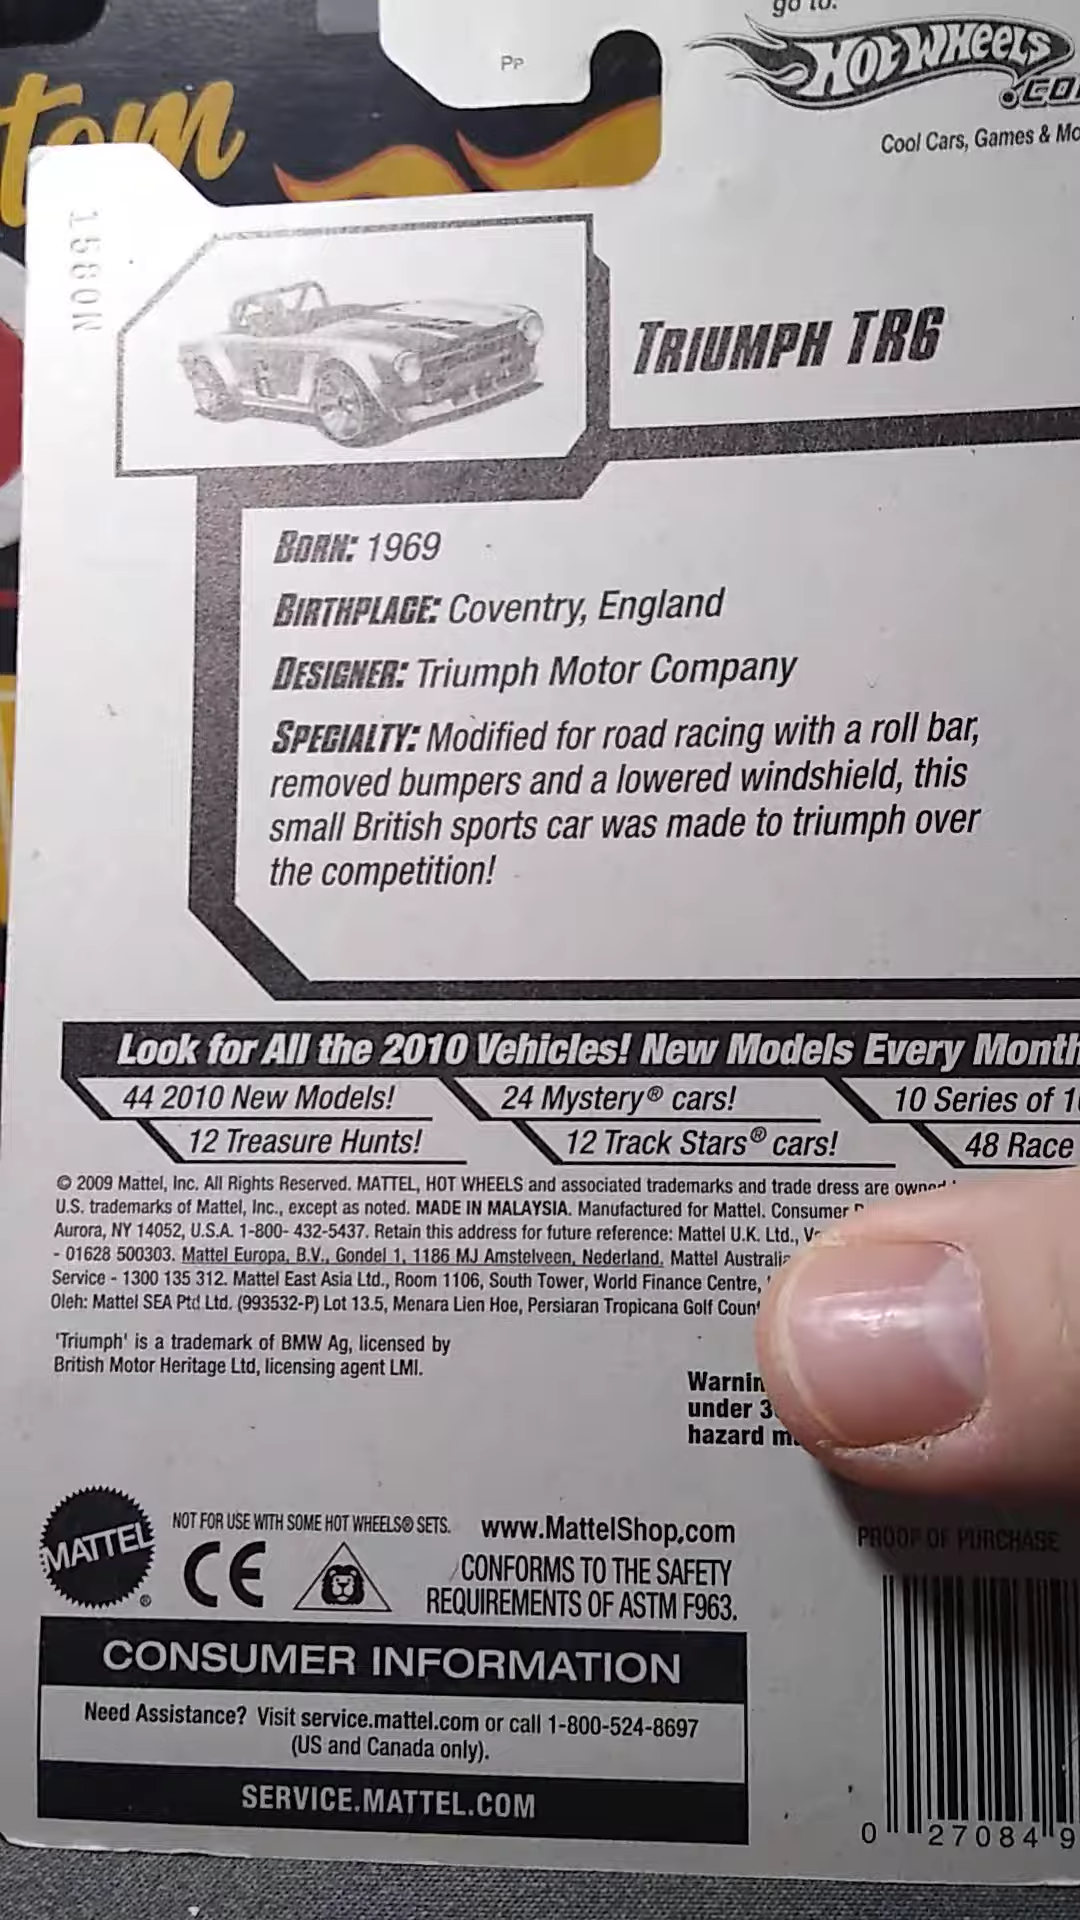 go to:
HOT WHEELS
.CO
Cool Cars, Games & Mo
tom
PP
1580N
TRIUMPH TR6
BORN: 1969
BIRTHPLACE: Coventry, England
DESIGNER: Triumph Motor Company
SPECIALTY: Modified for road racing with a roll bar,
removed bumpers and a lowered windshield, this
small British sports car was made to triumph over
the competition!
Look for All the 2010 Vehicles! New Models Every Month
44 2010 New Models! 24 Mystery® cars! 10 Series of 1
12 Treasure Hunts! 12 Track Stars® cars! 48 Race
© 2009 Mattel, Inc. All Rights Reserved. MATTEL, HOT WHEELS and associated trademarks and trade dress are owned
U.S. trademarks of Mattel, Inc., except as noted. MADE IN MALAYSIA. Manufactured for Mattel. Consumer
Aurora, NY 14052, U.S.A. 1-800- 432-5437. Retain this address for future reference: Mattel U.K. Ltd.,
- 01628 500303. Mattel Europa, B.V., Gondel 1, 1186 MJ Amstelveen, Nederland. Mattel Australia
Service - 1300 135 312. Mattel East Asia Ltd., Room 1106, South Tower, World Finance Centre,
Oleh: Mattel SEA Ptd Ltd. (993532-P) Lot 13.5, Menara Lien Hoe, Persiaran Tropicana Golf Coun
'Triumph' is a trademark of BMW Ag, licensed by
British Motor Heritage Ltd, licensing agent LMI.
Warnin
under 3
hazard m
MATTEL®
NOT FOR USE WITH SOME HOT WHEELS® SETS.
CE
www.MattelShop.com
CONFORMS TO THE SAFETY
REQUIREMENTS OF ASTM F963.
PROOF OF PURCHASE
CONSUMER INFORMATION
Need Assistance? Visit service.mattel.com or call 1-800-524-8697
(US and Canada only).
SERVICE.MATTEL.COM
0 27084 9